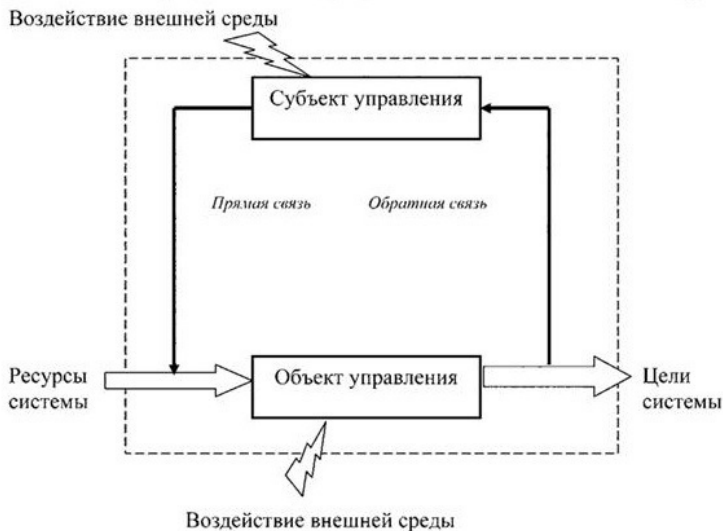 Воздействие внешней среды
Субъект управления
Прямая связь
Обратная связь
Ресурсы
системы
Объект управления
Цели
системы
Воздействие внешней среды